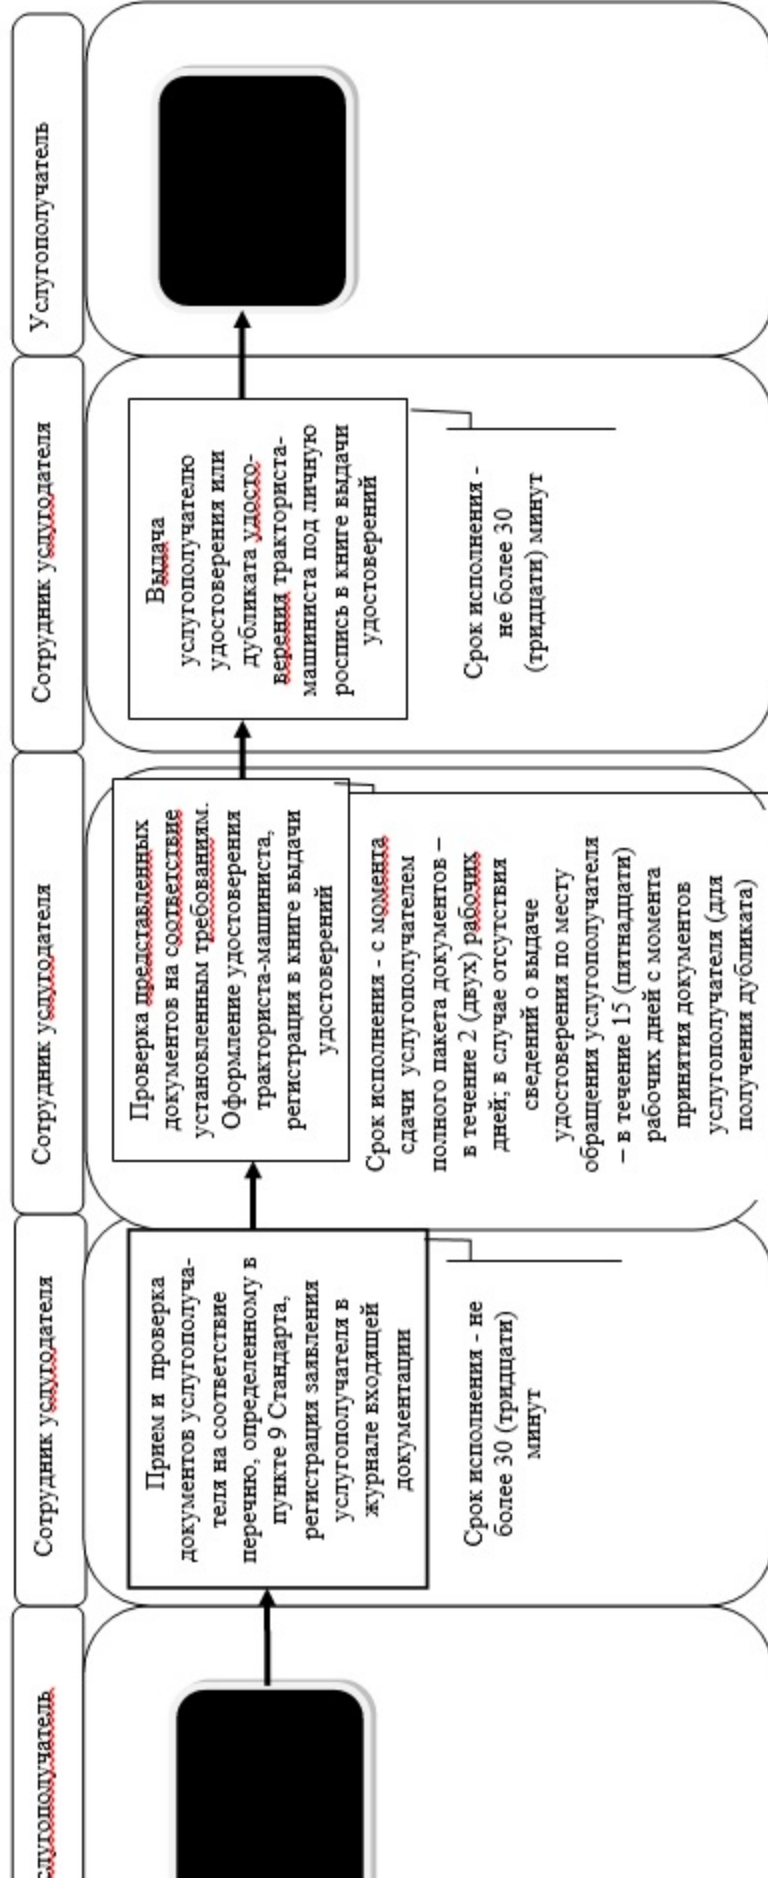 слугополучатель
Сотрудник услугодателя
Сотрудник услугодателя
Сотрудник услугодателя
Услугополучатель
Прием и проверка
документов услугополуча-
теля на соответствие
перечню, определенному в
пункте 9 Стандарта,
регистрация заявления
услугополучателя в
журнале входящей
документации
Срок исполнения - не
более 30 (тридцати)
минут
Проверка представленных
документов на соответствие
установленным требованиям.
Оформление удостоверения
тракториста-машиниста,
регистрация в книге выдачи
удостоверений
Срок исполнения - с момента
сдачи услугополучателем
полного пакета документов –
в течение 2 (двух) рабочих
дней; в случае отсутствия
сведений о выдаче
удостоверения по месту
обращения услугополучателя
– в течение 15 (пятнадцати)
рабочих дней с момента
принятия документов
услугополучателя (для
получения дубликата)
Выдача
услугополучателю
удостоверения или
дубликата удосто-
верения тракториста-
машиниста под личную
роспись в книге выдачи
удостоверений
Срок исполнения -
не более 30
(тридцати) минут